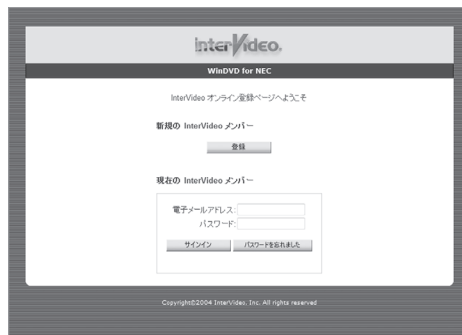 InterVideo.
WinDVD for NEC
InterVideo オンライン登録ページへようこそ
新規の InterVideo メンバー
登録
現在の InterVideo メンバー
電子メールアドレス:
パスワード:
サインイン パスワードを忘れました
Copyright©2004 InterVideo, Inc. All rights reserved